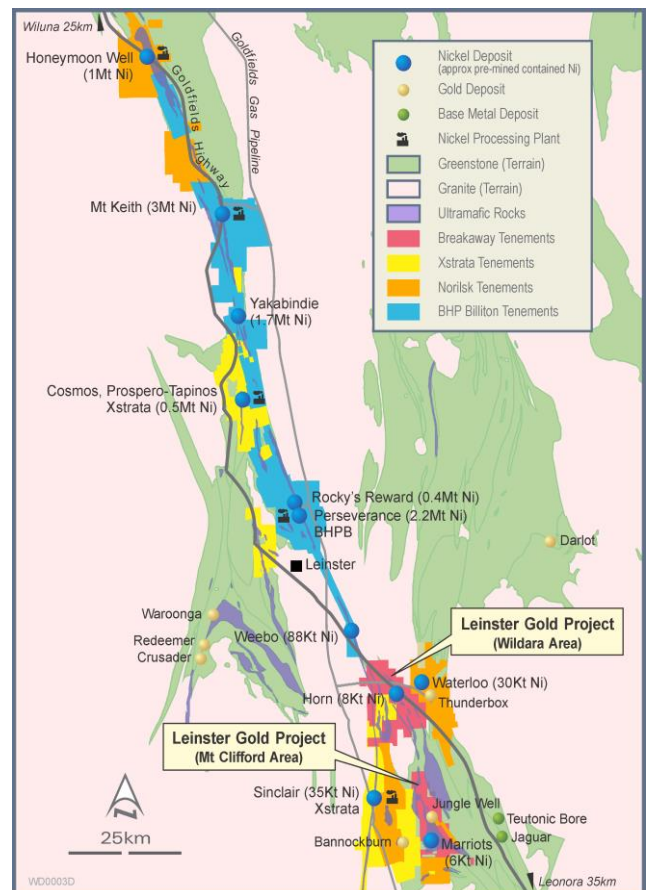 Wiluna 25km
Honeymoon Well
(1Mt Ni)
Goldfields Highway
Goldfields Gas Pipeline
Nickel Deposit
(approx pre-mined contained Ni)
Gold Deposit
Base Metal Deposit
Nickel Processing Plant
Greenstone (Terrain)
Granite (Terrain)
Ultramafic Rocks
Breakaway Tenements
Xstrata Tenements
Norilsk Tenements
BHP Billiton Tenements
Mt Keith (3Mt Ni)
Yakabindie
(1.7Mt Ni)
Cosmos, Prospero-Tapinos
Xstrata (0.5Mt Ni)
Rocky's Reward (0.4Mt Ni)
Perseverance (2.2Mt Ni)
BHPB
Darlot
Leinster
Waroonga
Redeemer
Crusader
Weebo (88Kt Ni)
Leinster Gold Project
(Wildara Area)
Waterloo (30Kt Ni)
Thunderbox
Horn (8Kt Ni)
Leinster Gold Project
(Mt Clifford Area)
Sinclair (35Kt Ni)
Xstrata
Jungle Well
Teutonic Bore
Jaguar
Bannockburn
Marriots
(6Kt Ni)
N
25km
WD0003D
Leonora 35km